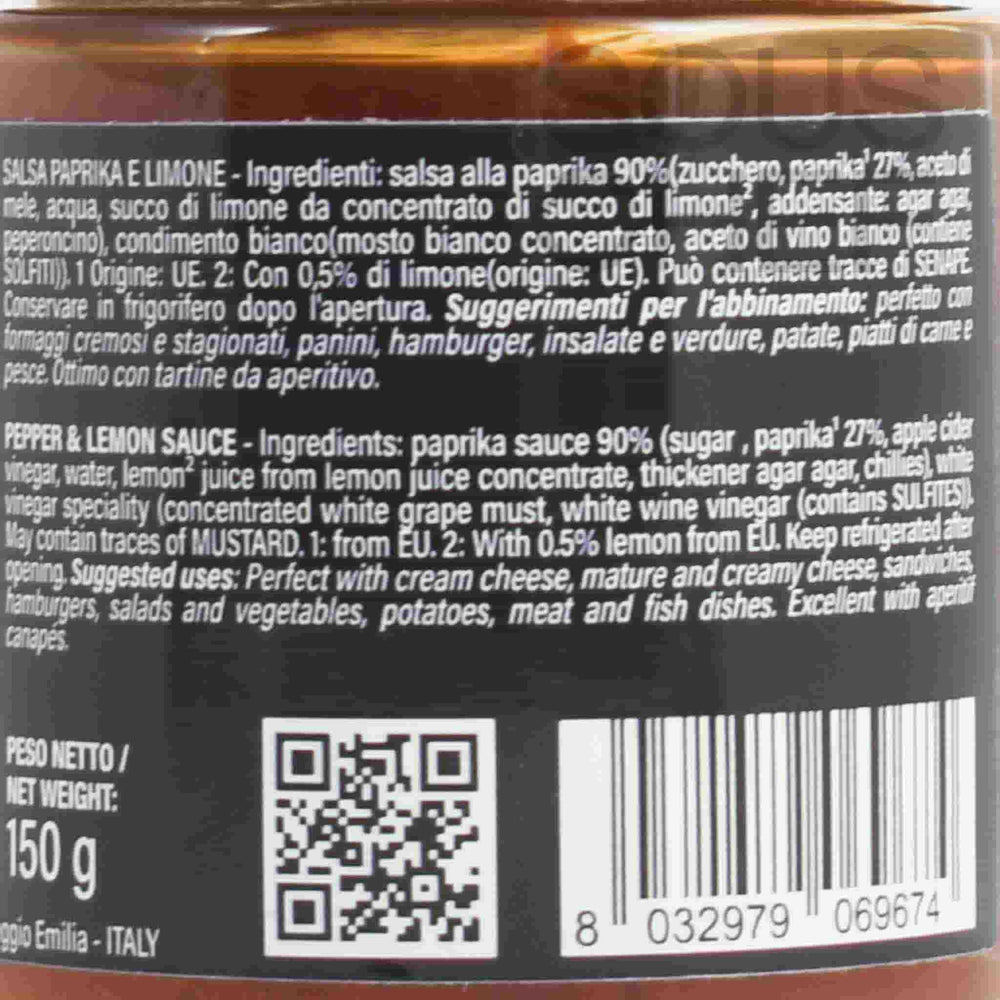 SALSA PAPRIKA E LIMONE - Ingredienti: salsa alla paprika 90%(zucchero, paprika¹ 27%, aceto di
mele, acqua, succo di limone da concentrato di succo di limone², addensante: agar agar,
peperoncino), condimento bianco(mosto bianco concentrato, aceto di vino bianco (contiene
SOLFITI)). 1 Origine: UE. 2: Con 0,5% di limone(origine: UE). Può contenere tracce di SENAPE.
Conservare in frigorifero dopo l'apertura. Suggerimenti per l'abbinamento: perfetto con
formaggi cremosi e stagionati, panini, hamburger, insalate e verdure, patate, piatti di carne e
pesce. Ottimo con tartine da aperitivo.
PEPPER & LEMON SAUCE - Ingredients: paprika sauce 90% (sugar , paprika¹ 27%, apple cider
vinegar, water, lemon² juice from lemon juice concentrate, thickener agar agar, chillies), white
vinegar speciality (concentrated white grape must, white wine vinegar (contains SULFITES)).
May contain traces of MUSTARD. 1: from EU. 2: With 0.5% lemon from EU. Keep refrigerated after
opening. Suggested uses: Perfect with cream cheese, mature and creamy cheese, sandwiches,
hamburgers, salads and vegetables, potatoes, meat and fish dishes. Excellent with aperitif
canapés.
PESO NETTO /
NET WEIGHT:
150 g
ggio Emilia - ITALY
8 032979 069674